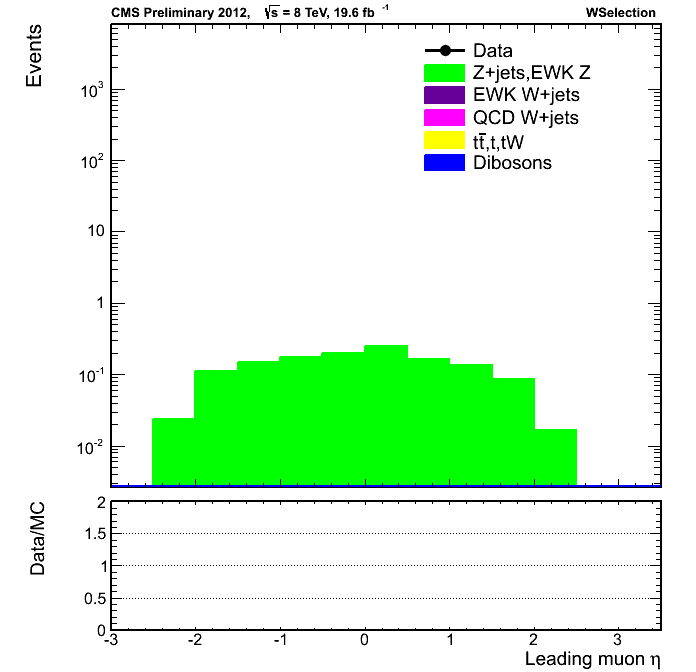 CMS Preliminary 2012, √s = 8 TeV, 19.6 fb⁻¹ WSelection
Events
Data
Z+jets,EWK Z
EWK W+jets
QCD W+jets
tt̅,t,tW
Dibosons
10³
10²
10
1
10⁻¹
10⁻²
Data/MC
2
1.5
1
0.5
0
-3 -2 -1 0 1 2 3
Leading muon η